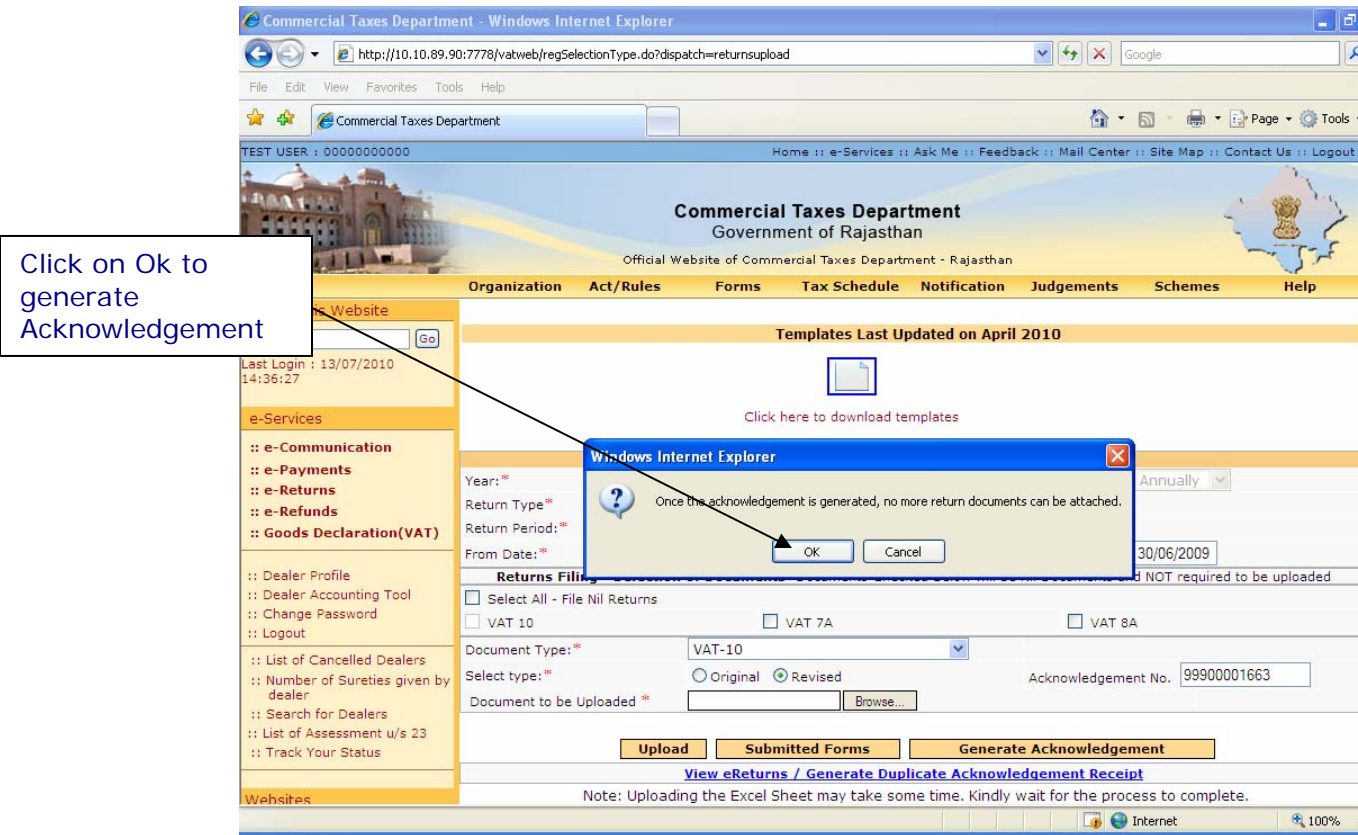 Commercial Taxes Department - Windows Internet Explorer
http://10.10.89.90:7778/vatweb/regSelectionType.do?dispatch=returnsupload
Google
File Edit View Favorites Tools Help
Commercial Taxes Department
Page Tools
TEST USER : 00000000000
Home :: e-Services :: Ask Me :: Feedback :: Mail Center :: Site Map :: Contact Us :: Logout
Commercial Taxes Department
Government of Rajasthan
Official Website of Commercial Taxes Department - Rajasthan
Click on Ok to
generate
Acknowledgement
Organization Act/Rules Forms Tax Schedule Notification Judgements Schemes Help
Website
Go
Last Login : 13/07/2010
14:36:27
e-Services
:: e-Communication
:: e-Payments
:: e-Returns
:: e-Refunds
:: Goods Declaration(VAT)
:: Dealer Profile
:: Dealer Accounting Tool
:: Change Password
:: Logout
:: List of Cancelled Dealers
:: Number of Sureties given by
dealer
:: Search for Dealers
:: List of Assessment u/s 23
:: Track Your Status
Websites
Templates Last Updated on April 2010
Click here to download templates
Windows Internet Explorer
Once the acknowledgement is generated, no more return documents can be attached.
OK Cancel
Year:* Annually
Return Type*
Return Period:*
From Date:* 30/06/2009
Returns NOT required to be uploaded
Select All - File Nil Returns
VAT 10 VAT 7A VAT 8A
Document Type:* VAT-10
Select type:* Original Revised Acknowledgement No. 99900001663
Document to be Uploaded * Browse...
Upload Submitted Forms Generate Acknowledgement
View eReturns / Generate Duplicate Acknowledgement Receipt
Note: Uploading the Excel Sheet may take some time. Kindly wait for the process to complete.
Internet 100%